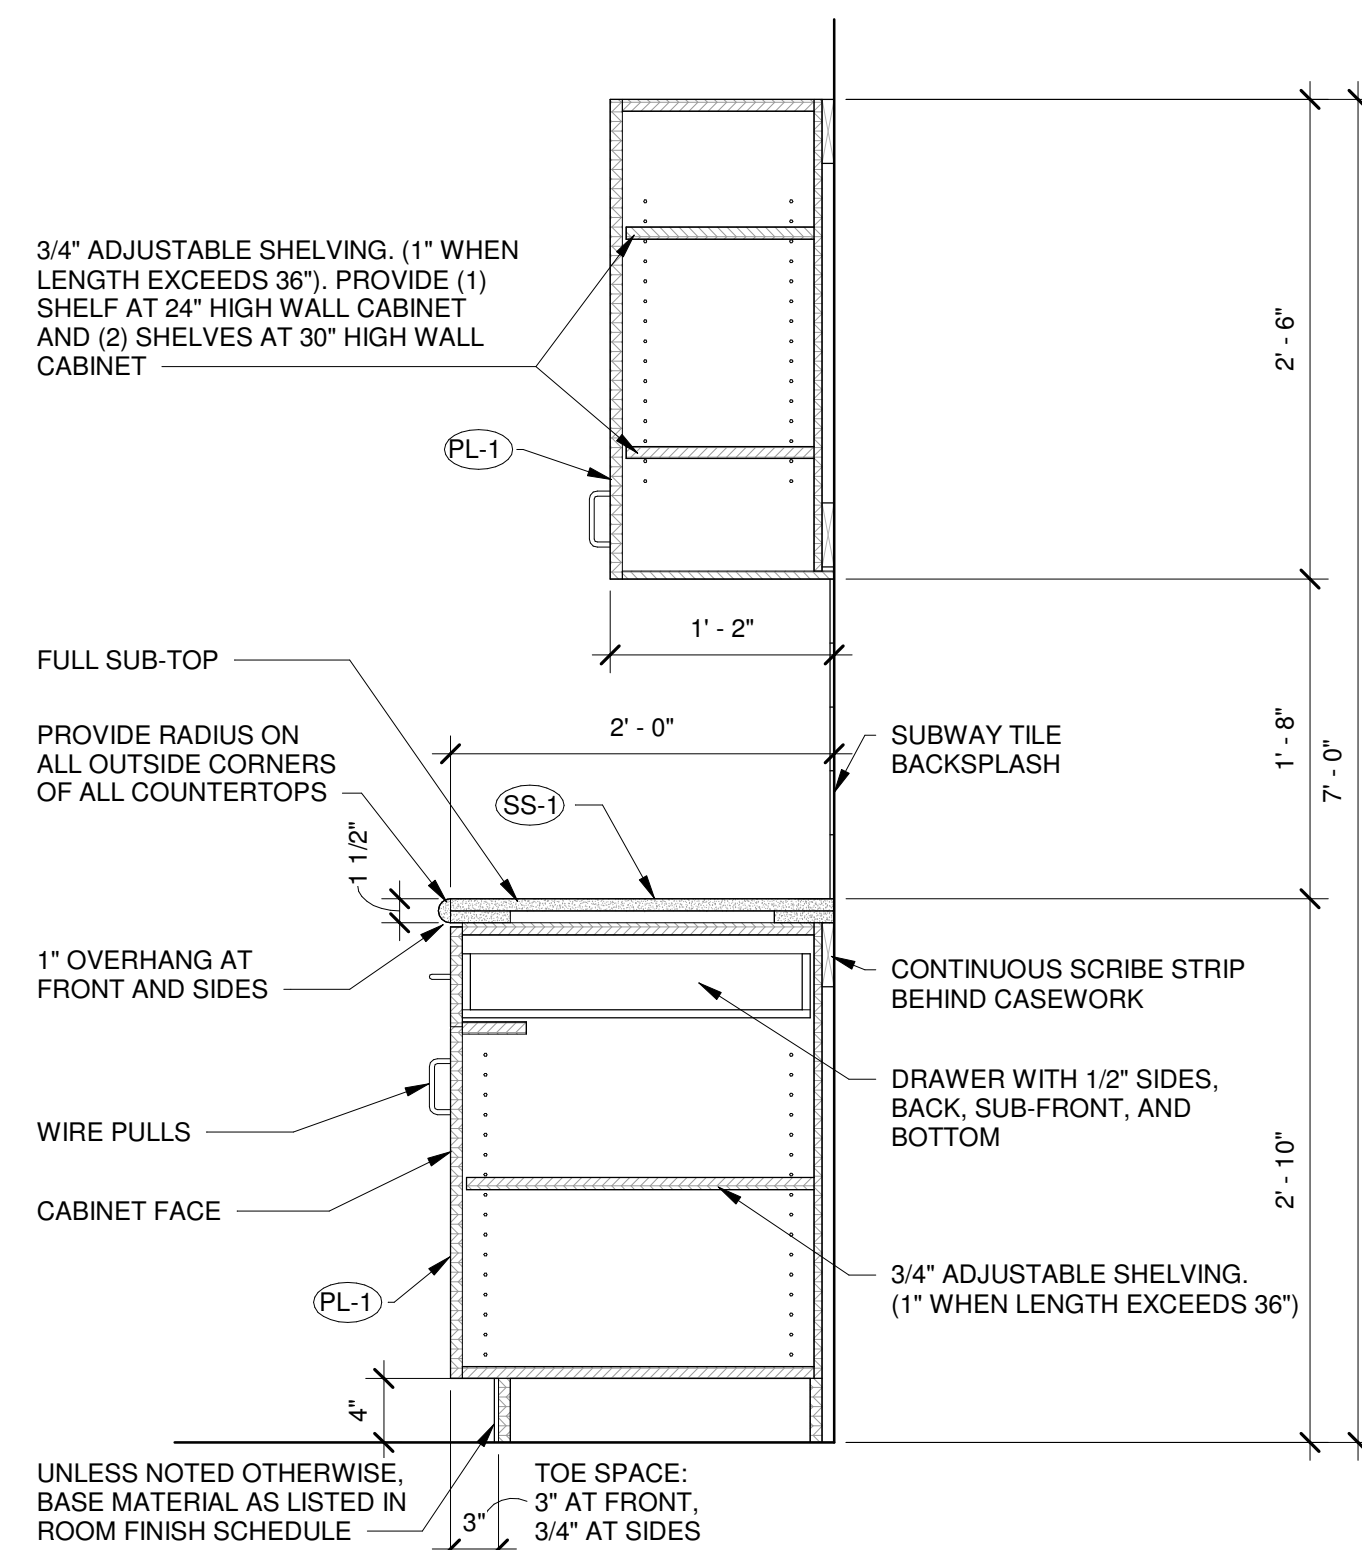 3/4" ADJUSTABLE SHELVING. (1" WHEN
LENGTH EXCEEDS 36"). PROVIDE (1)
SHELF AT 24" HIGH WALL CABINET
AND (2) SHELVES AT 30" HIGH WALL
CABINET
PL-1
2' - 6"
1' - 2"
FULL SUB-TOP
2' - 0"
PROVIDE RADIUS ON
ALL OUTSIDE CORNERS
OF ALL COUNTERTOPS
SUBWAY TILE
BACKSPLASH
1' - 8"
7' - 0"
SS-1
1 1/2"
1" OVERHANG AT
FRONT AND SIDES
CONTINUOUS SCRIBE STRIP
BEHIND CASEWORK
DRAWER WITH 1/2" SIDES,
BACK, SUB-FRONT, AND
BOTTOM
WIRE PULLS
2' - 10"
CABINET FACE
3/4" ADJUSTABLE SHELVING.
(1" WHEN LENGTH EXCEEDS 36")
PL-1
4"
UNLESS NOTED OTHERWISE,
BASE MATERIAL AS LISTED IN
ROOM FINISH SCHEDULE
3"
TOE SPACE:
3" AT FRONT,
3/4" AT SIDES